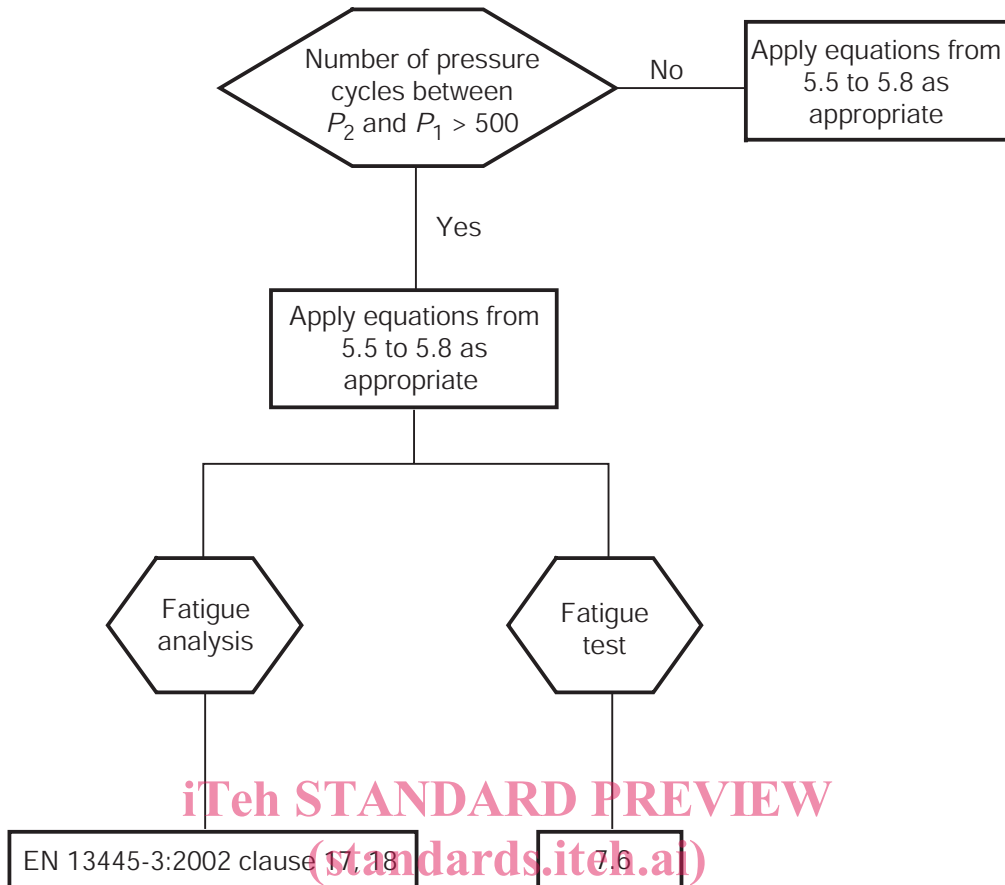 Number of pressure
cycles between
P2 and P1 > 500
No
Apply equations from
5.5 to 5.8 as
appropriate
Yes
Apply equations from
5.5 to 5.8 as
appropriate
Fatigue
analysis
Fatigue
test
iTeh STANDARD PREVIEW
EN 13445-3:2002 clause 17, 18
(standards.iteh.ai)
7.6